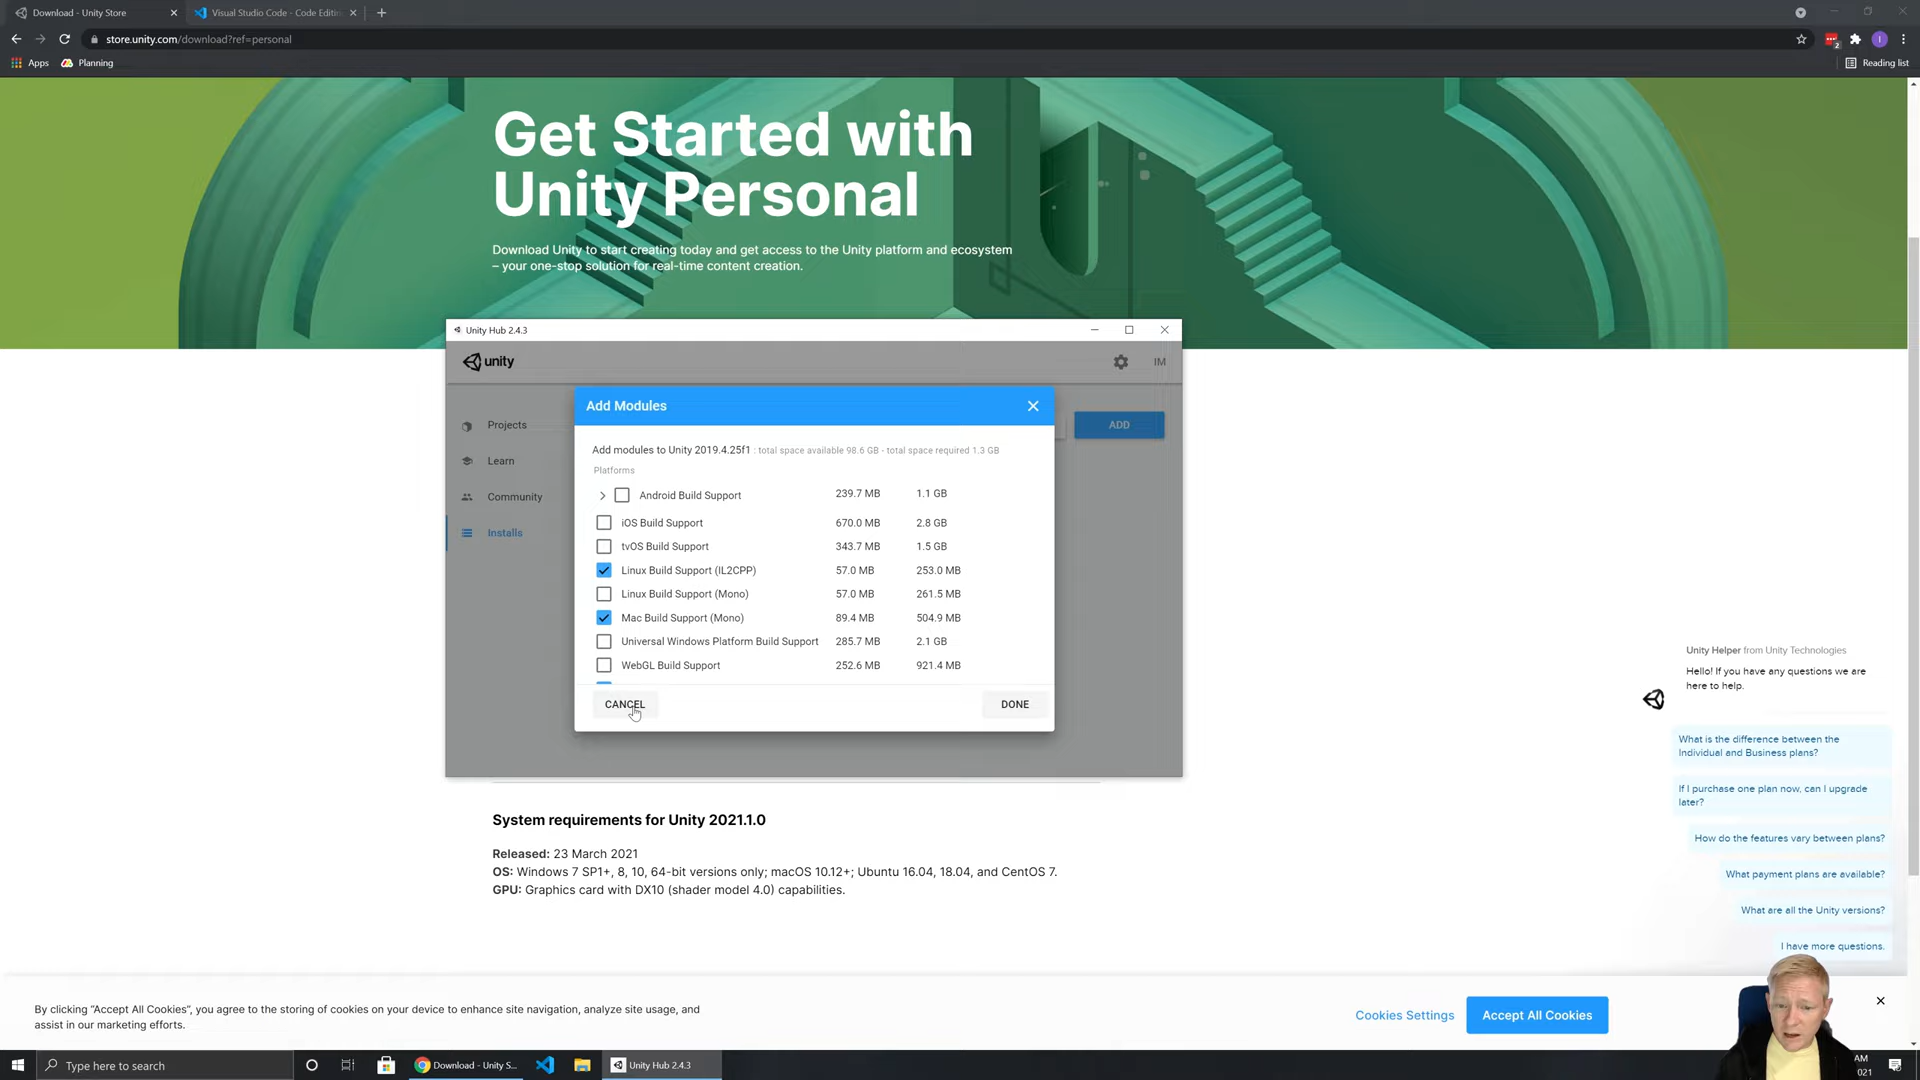 Download - Unity Store
Visual Studio Code - Code Editin
store.unity.com/download?ref=personal
2
I
Apps
Planning
Reading list
Get Started with
Unity Personal
Download Unity to start creating today and get access to the Unity platform and ecosystem
– your one-stop solution for real-time content creation.
Unity Hub 2.4.3
unity
IM
Projects
Learn
Community
Installs
ADD
Add Modules
Add modules to Unity 2019.4.25f1 : total space available 98.6 GB - total space required 1.3 GB
Platforms
Android Build Support 239.7 MB 1.1 GB
iOS Build Support 670.0 MB 2.8 GB
tvOS Build Support 343.7 MB 1.5 GB
Linux Build Support (IL2CPP) 57.0 MB 253.0 MB
Linux Build Support (Mono) 57.0 MB 261.5 MB
Mac Build Support (Mono) 89.4 MB 504.9 MB
Universal Windows Platform Build Support 285.7 MB 2.1 GB
WebGL Build Support 252.6 MB 921.4 MB
CANCEL
DONE
System requirements for Unity 2021.1.0
Released: 23 March 2021
OS: Windows 7 SP1+, 8, 10, 64-bit versions only; macOS 10.12+; Ubuntu 16.04, 18.04, and CentOS 7.
GPU: Graphics card with DX10 (shader model 4.0) capabilities.
Unity Helper from Unity Technologies
Hello! If you have any questions we are
here to help.
What is the difference between the
Individual and Business plans?
If I purchase one plan now, can I upgrade
later?
How do the features vary between plans?
What payment plans are available?
What are all the Unity versions?
I have more questions.
By clicking “Accept All Cookies”, you agree to the storing of cookies on your device to enhance site navigation, analyze site usage, and
assist in our marketing efforts.
Cookies Settings
Accept All Cookies
Type here to search
Download - Unity S...
Unity Hub 2.4.3
AM
021